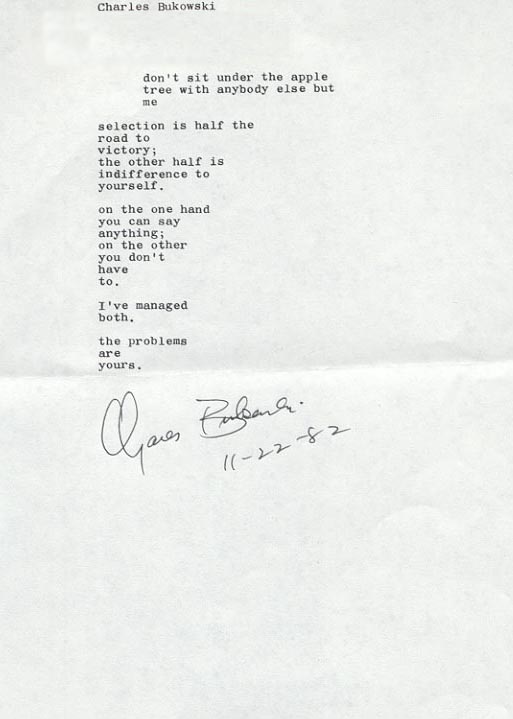 Charles Bukowski
don't sit under the apple
tree with anybody else but
me
selection is half the
road to
victory;
the other half is
indifference to
yourself.
on the one hand
you can say
anything;
on the other
you don't
have
to.
I've managed
both.
the problems
are
yours.
Charles Bukowski
11-22-82